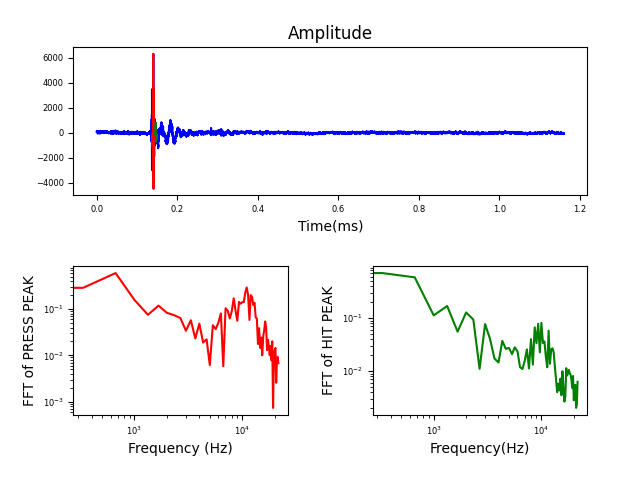 Amplitude
6000
4000
2000
0
−2000
−4000
0.0 0.2 0.4 0.6 0.8 1.0 1.2
Time(ms)
FFT of PRESS PEAK
10⁻¹
10⁻²
10⁻³
10³ 10⁴
Frequency (Hz)
FFT of HIT PEAK
10⁻¹
10⁻²
10³ 10⁴
Frequency(Hz)